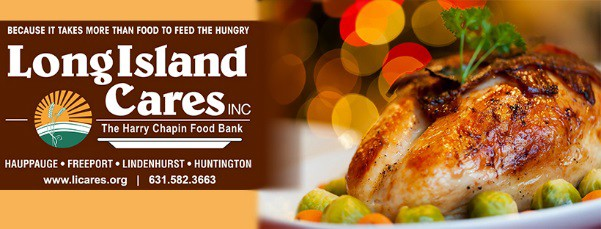 BECAUSE IT TAKES MORE THAN FOOD TO FEED THE HUNGRY
Long Island
Cares INC
The Harry Chapin Food Bank
HAUPPAUGE • FREEPORT • LINDENHURST • HUNTINGTON
www.licares.org | 631.582.3663